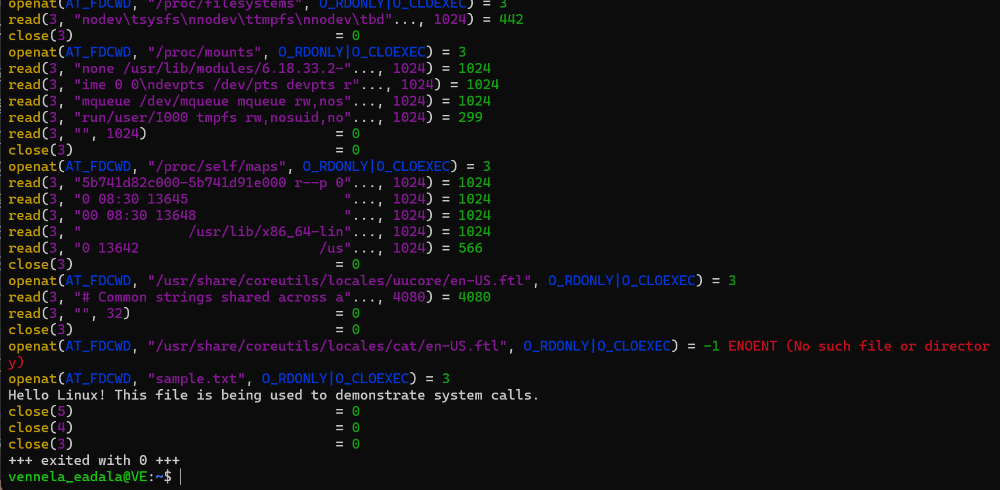 openat(AT_FDCWD, "/proc/filesystems", O_RDONLY|O_CLOEXEC) = 3
read(3, "nodev\tsysfs\nnodev\ttmpfs\nnodev\tbd"..., 1024) = 442
close(3)                                = 0
openat(AT_FDCWD, "/proc/mounts", O_RDONLY|O_CLOEXEC) = 3
read(3, "none /usr/lib/modules/6.18.33.2-"..., 1024) = 1024
read(3, "ime 0 0\ndevpts /dev/pts devpts r"..., 1024) = 1024
read(3, "mqueue /dev/mqueue mqueue rw,nos"..., 1024) = 1024
read(3, "run/user/1000 tmpfs rw,nosuid,no"..., 1024) = 299
read(3, "", 1024)                       = 0
close(3)                                = 0
openat(AT_FDCWD, "/proc/self/maps", O_RDONLY|O_CLOEXEC) = 3
read(3, "5b741d82c000-5b741d91e000 r--p 0"..., 1024) = 1024
read(3, "0 08:30 13645                   "..., 1024) = 1024
read(3, "00 08:30 13648                  "..., 1024) = 1024
read(3, "             /usr/lib/x86_64-lin"..., 1024) = 1024
read(3, "0 13642                      /us"..., 1024) = 566
close(3)                                = 0
openat(AT_FDCWD, "/usr/share/coreutils/locales/uucore/en-US.ftl", O_RDONLY|O_CLOEXEC) = 3
read(3, "# Common strings shared across a"..., 4080) = 4080
read(3, "", 32)                         = 0
close(3)                                = 0
openat(AT_FDCWD, "/usr/share/coreutils/locales/cat/en-US.ftl", O_RDONLY|O_CLOEXEC) = -1 ENOENT (No such file or director
y)
openat(AT_FDCWD, "sample.txt", O_RDONLY|O_CLOEXEC) = 3
Hello Linux! This file is being used to demonstrate system calls.
close(5)                                = 0
close(4)                                = 0
close(3)                                = 0
+++ exited with 0 +++
vennela_eadala@VE:~$